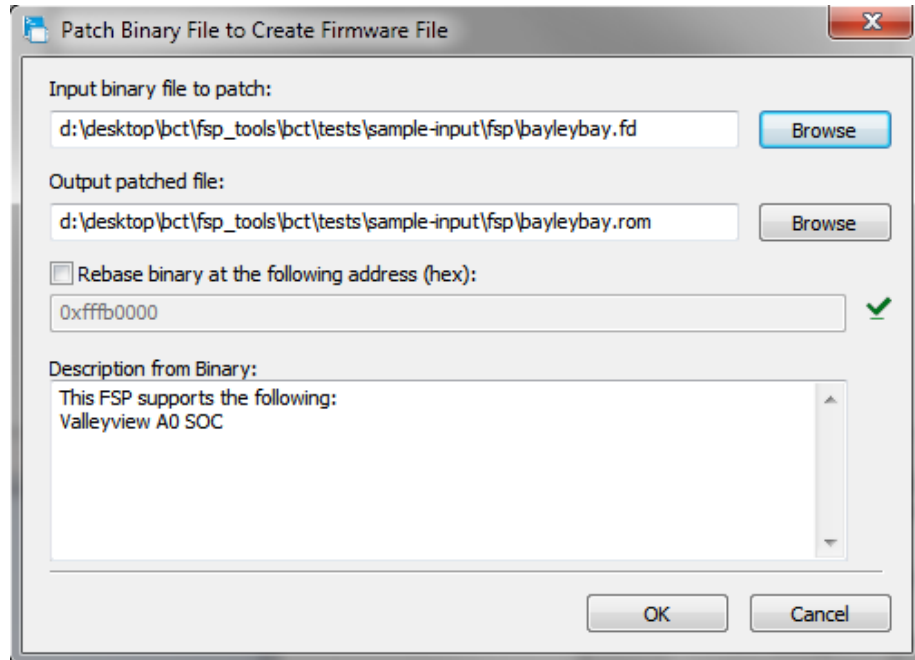 Patch Binary File to Create Firmware File
Input binary file to patch:
d:\desktop\bct\fsp_tools\bct\tests\sample-input\fsp\bayleybay.fd
Browse
Output patched file:
d:\desktop\bct\fsp_tools\bct\tests\sample-input\fsp\bayleybay.rom
Browse
Rebase binary at the following address (hex):
0xfffb0000
Description from Binary:
This FSP supports the following:
Valleyview A0 SOC
OK
Cancel